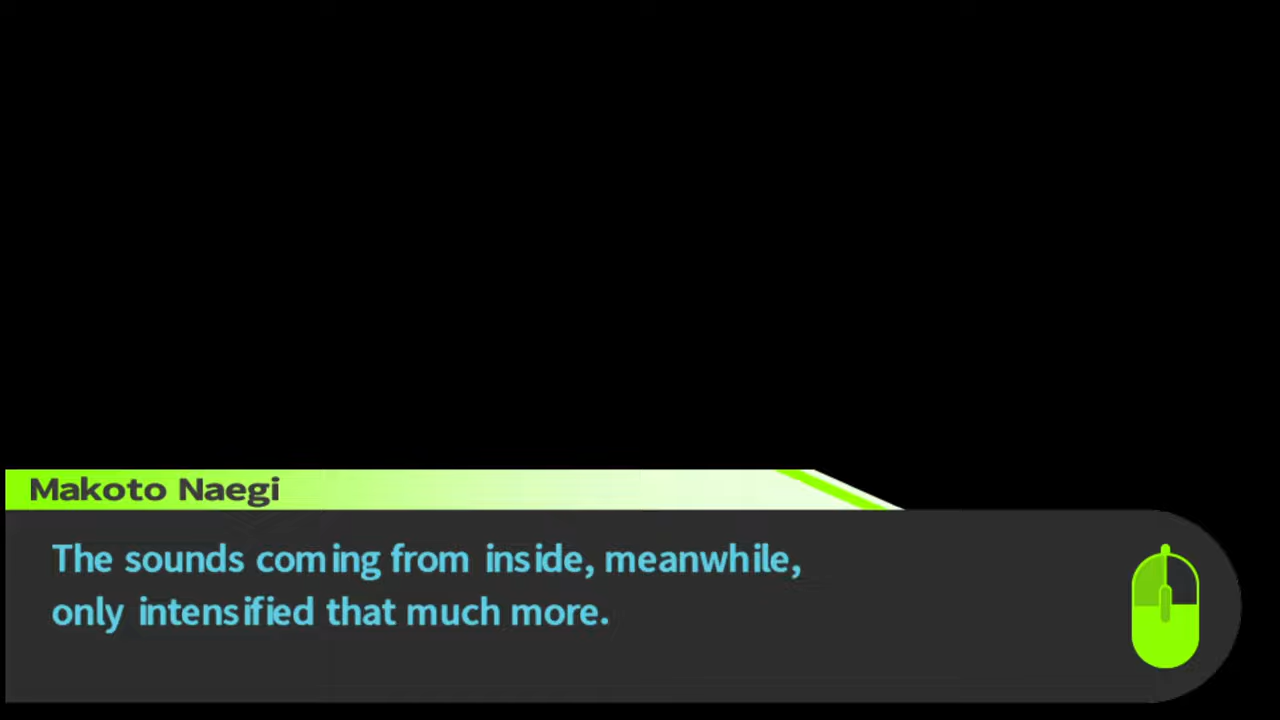 Makoto Naegi
The sounds coming from inside, meanwhile,
only intensified that much more.